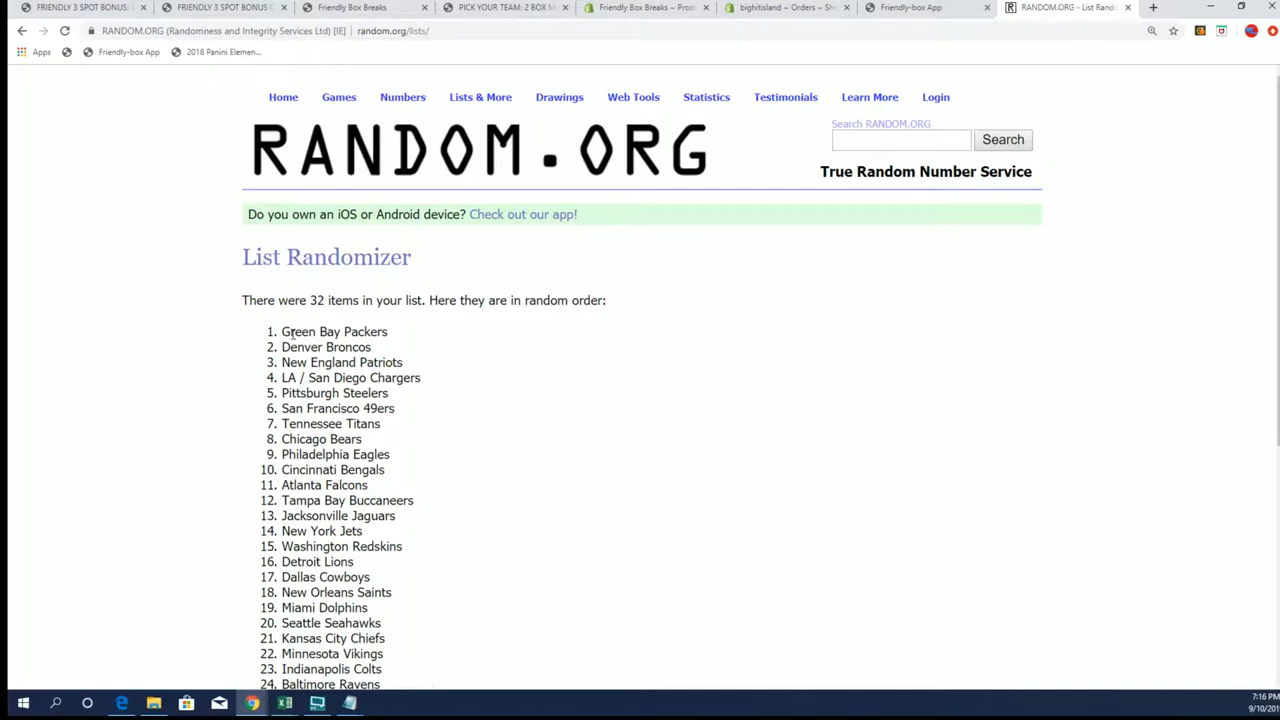 FRIENDLY 3 SPOT BONUS:
FRIENDLY 3 SPOT BONUS
Friendly Box Breaks
PICK YOUR TEAM: 2 BOX M
Friendly Box Breaks ~ Prod
bighitisland ~ Orders ~ Sh
Friendly-box App
RANDOM.ORG - List Rando
RANDOM.ORG (Randomness and Integrity Services Ltd) [IE] | random.org/lists/
Apps
Friendly-box App
2018 Panini Elemen...
Home
Games
Numbers
Lists & More
Drawings
Web Tools
Statistics
Testimonials
Learn More
Login
RANDOM.ORG
Search RANDOM.ORG
Search
True Random Number Service
Do you own an iOS or Android device? Check out our app!
List Randomizer
There were 32 items in your list. Here they are in random order:
1. Green Bay Packers
2. Denver Broncos
3. New England Patriots
4. LA / San Diego Chargers
5. Pittsburgh Steelers
6. San Francisco 49ers
7. Tennessee Titans
8. Chicago Bears
9. Philadelphia Eagles
10. Cincinnati Bengals
11. Atlanta Falcons
12. Tampa Bay Buccaneers
13. Jacksonville Jaguars
14. New York Jets
15. Washington Redskins
16. Detroit Lions
17. Dallas Cowboys
18. New Orleans Saints
19. Miami Dolphins
20. Seattle Seahawks
21. Kansas City Chiefs
22. Minnesota Vikings
23. Indianapolis Colts
24. Baltimore Ravens
7:16 PM
9/10/201